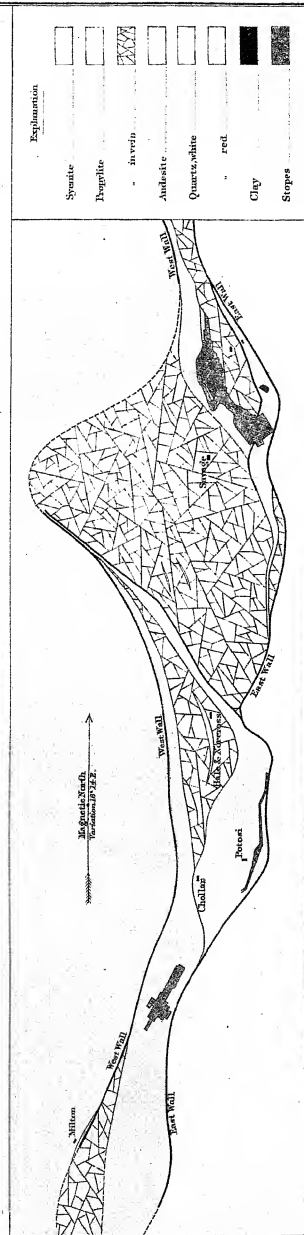 Explanation
Syenite
Propylite
" in vein
Andesite
Quartz, white
" red.
Clay
Stopes
West Wall
East Wall
Savage
East Wall
West Wall
Hale & Norcross
Magnetic North
Variation 16° 14' E.
Chollar
Potosi
West Wall
East Wall
Milton